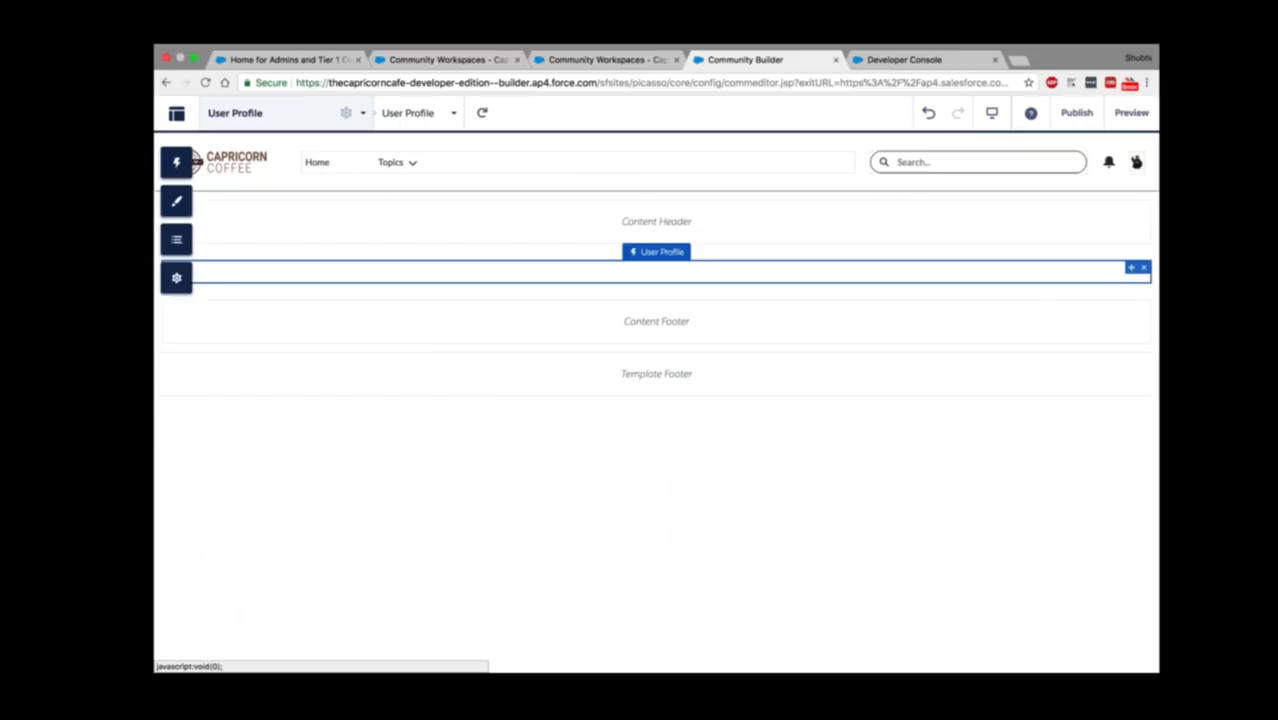 Home for Admins and Tier 1 C
Community Workspaces - Ca
Community Workspaces - Ca
Community Builder
Developer Console
Shubhi
Secure
https://thecapricorncafe-developer-edition--builder.ap4.force.com/sfsites/picasso/core/config/commeditor.jsp?exitURL=https%3A%2F%2Fap4.salesforce.co...
User Profile
User Profile
Publish
Preview
CAPRICORN
COFFEE
Home
Topics
Search...
Content Header
User Profile
Content Footer
Template Footer
javascript:void(0);